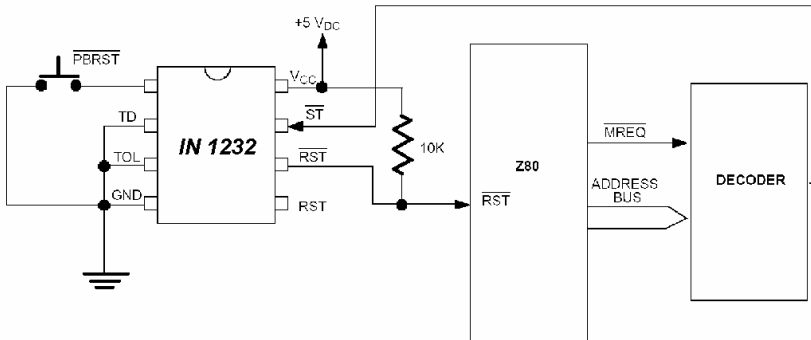 +5 VDC
PBRST
VCC
TD
ST
TOL
IN 1232
RST
10K
GND
RST
Z80
RST
MREQ
ADDRESS
BUS
DECODER